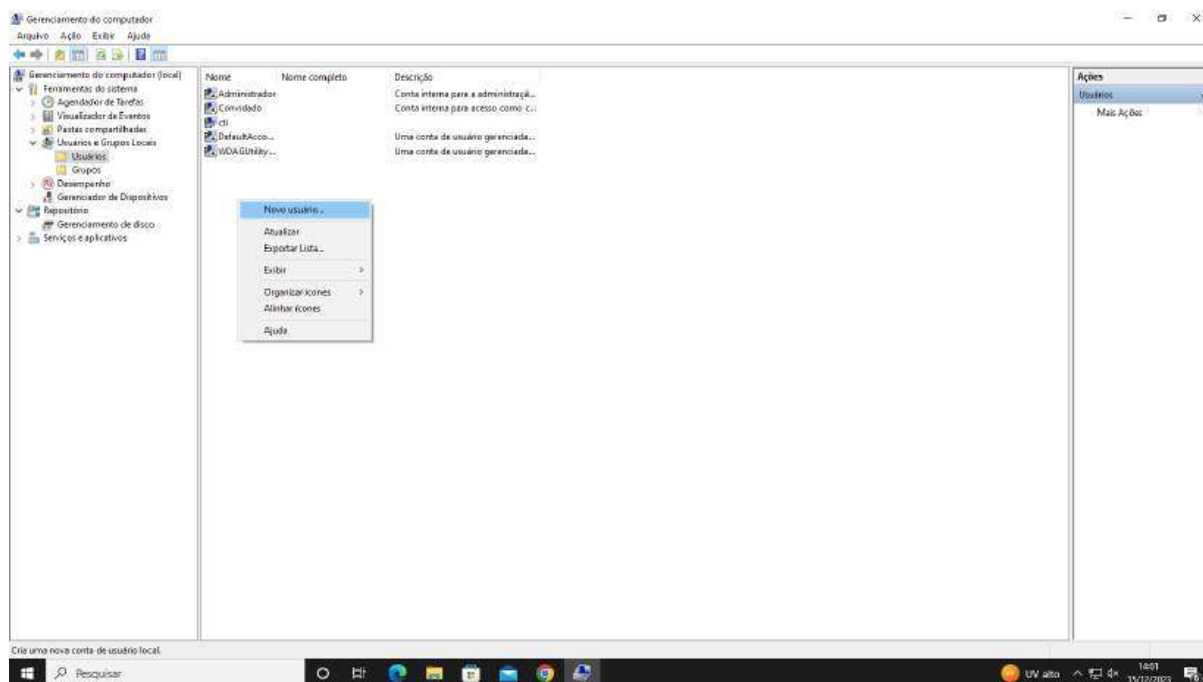 Gerenciamento do computador
Arquivo Ação Exibir Ajuda
Gerenciamento do computador (local)
Ferramentas do sistema
Agendador de Tarefas
Visualizador de Eventos
Pastas compartilhadas
Usuários e Grupos Locais
Usuários
Grupos
Desempenho
Gerenciador de Dispositivos
Repositório
Gerenciamento de disco
Serviços e aplicativos
Nome Nome completo Descrição
Administrador Conta interna para a administraçã...
Convidado Conta interna para acesso como c...
cti
DefaultAcco... Uma conta de usuário gerenciada...
WDAGUtility... Uma conta de usuário gerenciada...
Novo usuário...
Atualizar
Exportar Lista...
Exibir
Organizar ícones
Alinhar ícones
Ajuda
Ações
Usuários
Mais Ações
Cria uma nova conta de usuário local.
Pesquisar
UV alto
14:01
15/12/2023